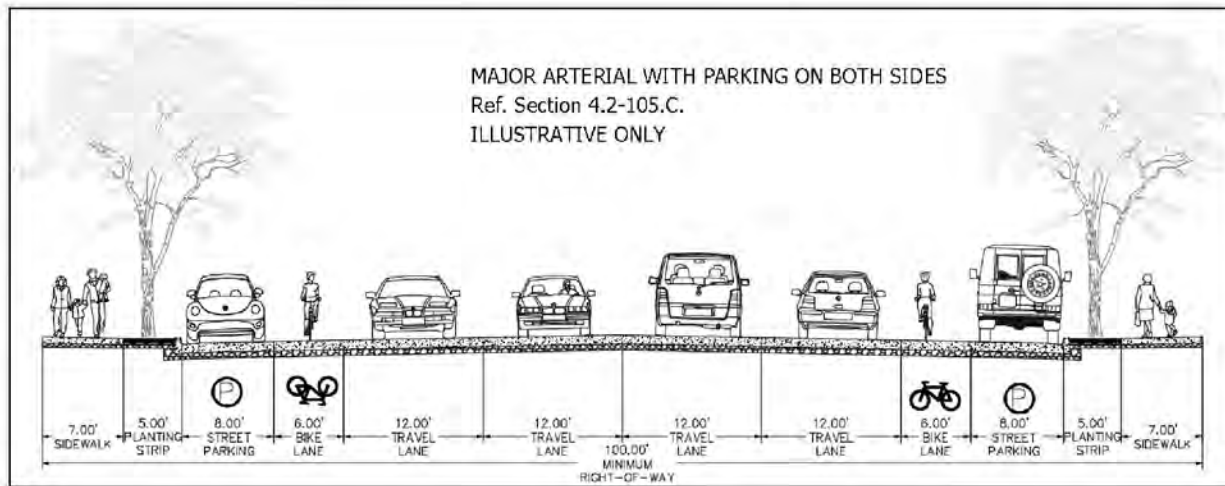 MAJOR ARTERIAL WITH PARKING ON BOTH SIDES
Ref. Section 4.2-105.C.
ILLUSTRATIVE ONLY
P
P
7.00'
SIDEWALK
5.00'
PLANTING
STRIP
8.00'
STREET
PARKING
6.00'
BIKE
LANE
12.00'
TRAVEL
LANE
12.00'
TRAVEL
LANE
12.00'
TRAVEL
LANE
12.00'
TRAVEL
LANE
6.00'
BIKE
LANE
8.00'
STREET
PARKING
5.00'
PLANTING
STRIP
7.00'
SIDEWALK
100.00'
MINIMUM
RIGHT-OF-WAY